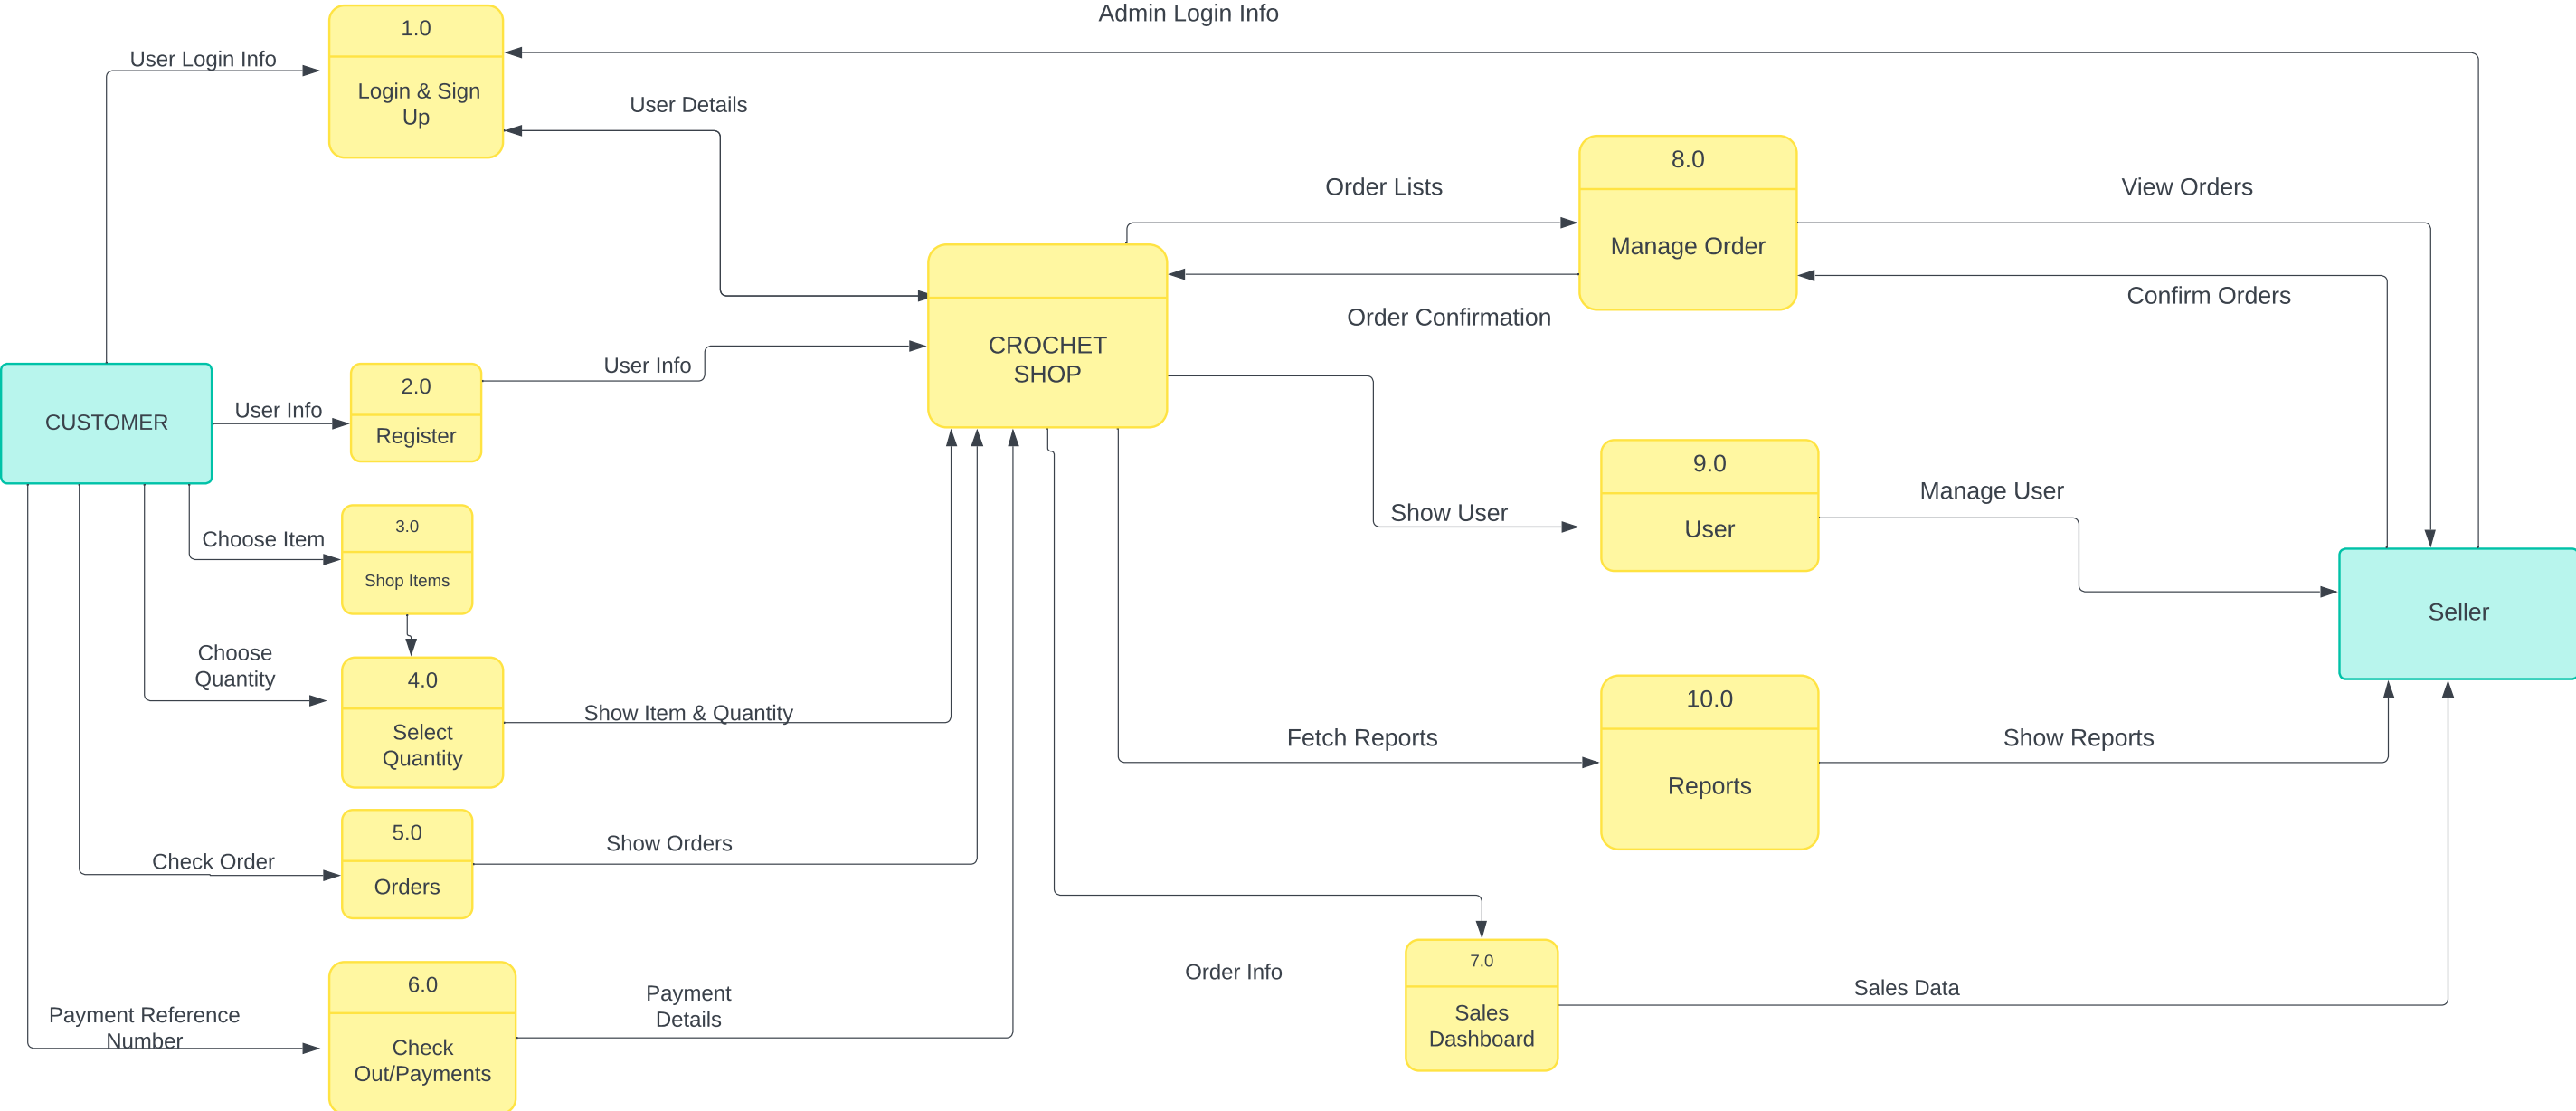 Admin Login Info
1.0
User Login Info
Login & Sign
Up
User Details
8.0
Order Lists
View Orders
Manage Order
Confirm Orders
Order Confirmation
CROCHET
SHOP
User Info
2.0
CUSTOMER
User Info
Register
9.0
Manage User
Show User
User
3.0
Choose Item
Shop Items
Seller
Choose
Quantity
4.0
Show Item & Quantity
Select
Quantity
10.0
Fetch Reports
Show Reports
Reports
5.0
Show Orders
Check Order
Orders
7.0
Order Info
Sales Data
Sales
Dashboard
6.0
Payment
Details
Payment Reference
Number
Check
Out/Payments